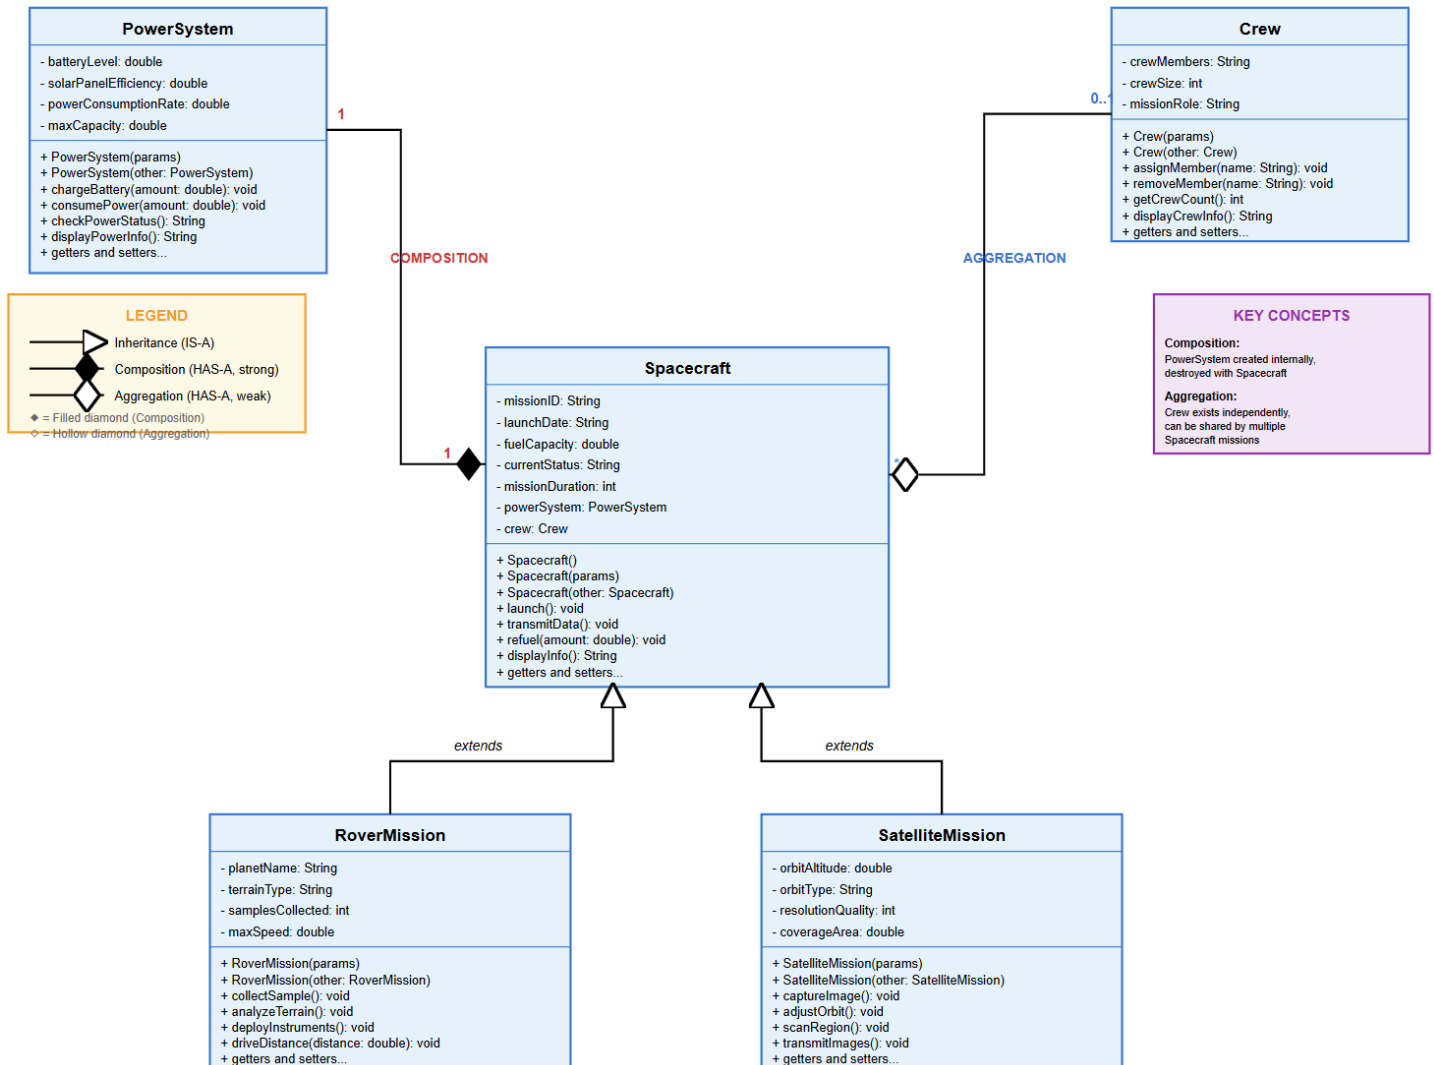 PowerSystem
- batteryLevel: double
- solarPanelEfficiency: double
- powerConsumptionRate: double
- maxCapacity: double
+ PowerSystem(params)
+ PowerSystem(other: PowerSystem)
+ chargeBattery(amount: double): void
+ consumePower(amount: double): void
+ checkPowerStatus(): String
+ displayPowerInfo(): String
+ getters and setters...
1
COMPOSITION
1
Crew
- crewMembers: String
- crewSize: int
- missionRole: String
+ Crew(params)
+ Crew(other: Crew)
+ assignMember(name: String): void
+ removeMember(name: String): void
+ getCrewCount(): int
+ displayCrewInfo(): String
+ getters and setters...
0..1
AGGREGATION
*
LEGEND
Inheritance (IS-A)
Composition (HAS-A, strong)
Aggregation (HAS-A, weak)
◆ = Filled diamond (Composition)
◇ = Hollow diamond (Aggregation)
KEY CONCEPTS
Composition:
PowerSystem created internally,
destroyed with Spacecraft
Aggregation:
Crew exists independently,
can be shared by multiple
Spacecraft missions
Spacecraft
- missionID: String
- launchDate: String
- fuelCapacity: double
- currentStatus: String
- missionDuration: int
- powerSystem: PowerSystem
- crew: Crew
+ Spacecraft()
+ Spacecraft(params)
+ Spacecraft(other: Spacecraft)
+ launch(): void
+ transmitData(): void
+ refuel(amount: double): void
+ displayInfo(): String
+ getters and setters...
extends
extends
RoverMission
- planetName: String
- terrainType: String
- samplesCollected: int
- maxSpeed: double
+ RoverMission(params)
+ RoverMission(other: RoverMission)
+ collectSample(): void
+ analyzeTerrain(): void
+ deployInstruments(): void
+ driveDistance(distance: double): void
+ getters and setters...
SatelliteMission
- orbitAltitude: double
- orbitType: String
- resolutionQuality: int
- coverageArea: double
+ SatelliteMission(params)
+ SatelliteMission(other: SatelliteMission)
+ captureImage(): void
+ adjustOrbit(): void
+ scanRegion(): void
+ transmitImages(): void
+ getters and setters...